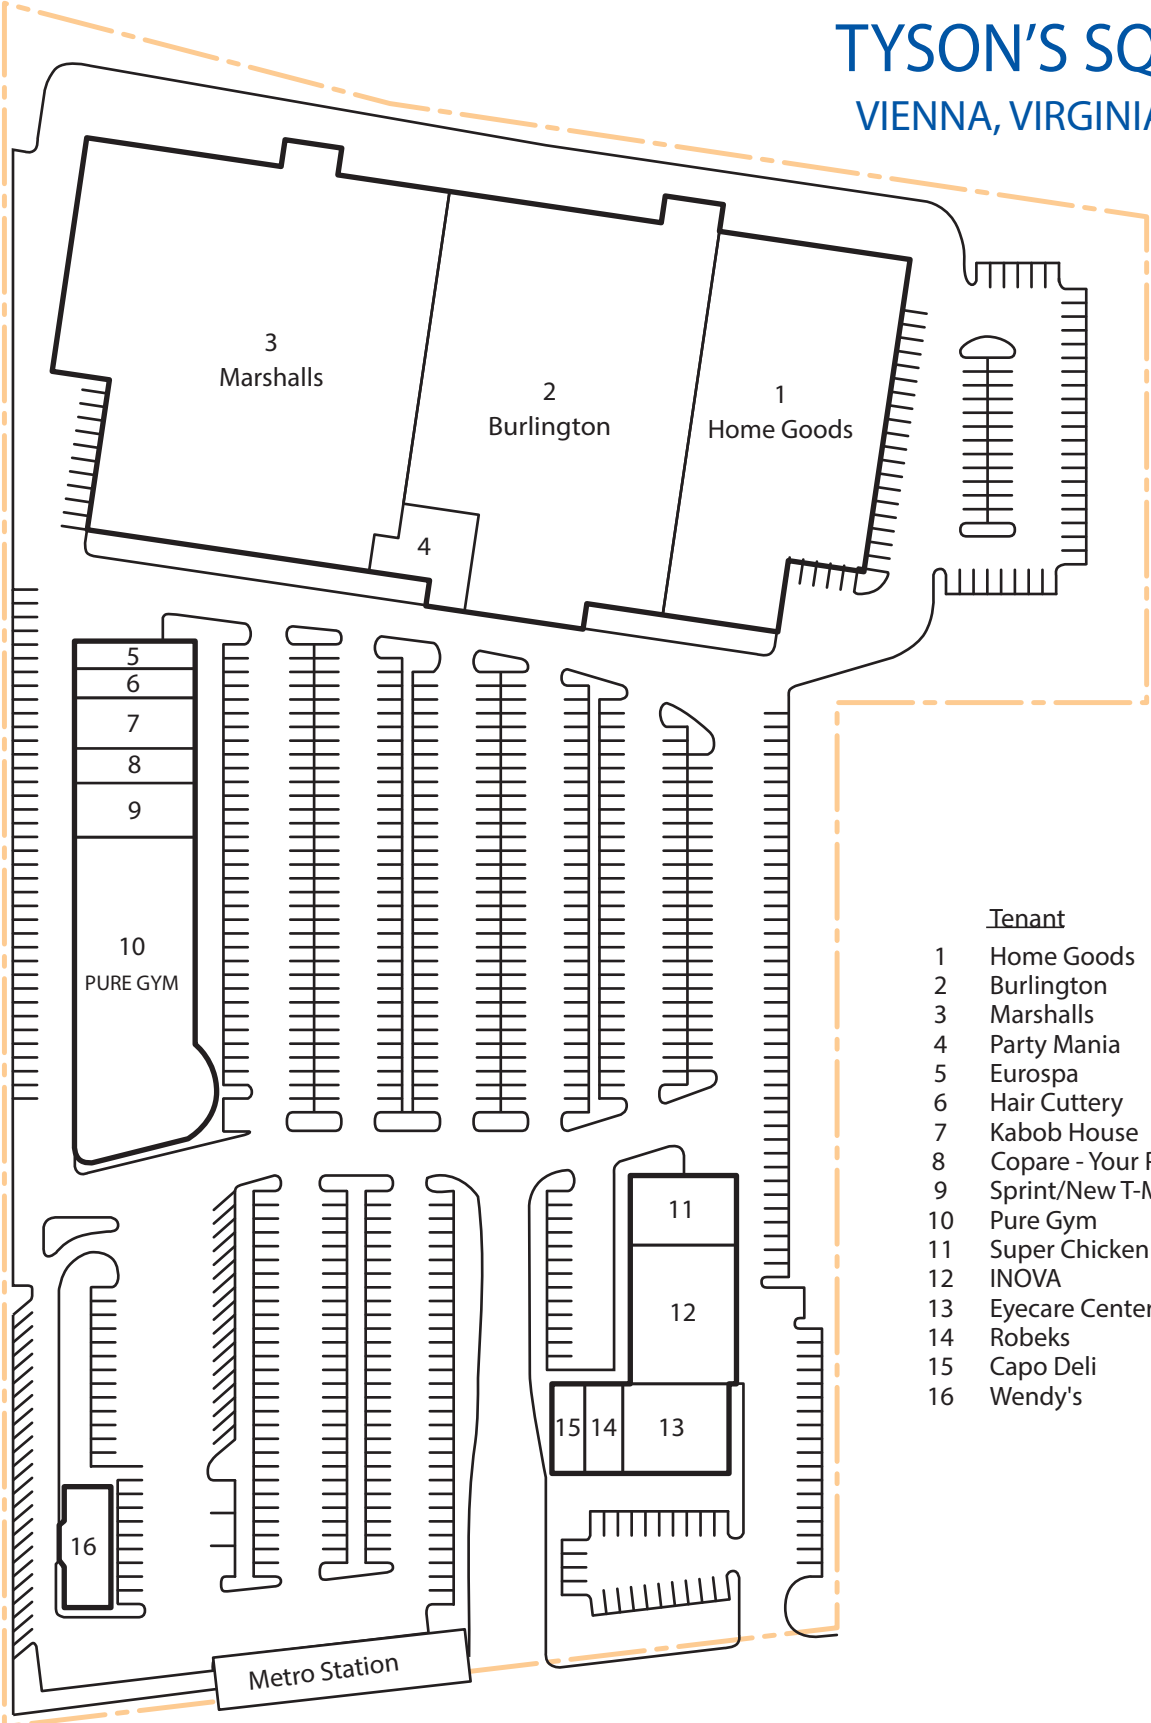 TYSON'S SQ
VIENNA, VIRGINIA
3
Marshalls
2
Burlington
1
Home Goods
4
5
6
7
8
9
10
PURE GYM
11
12
15 14 13
16
Metro Station
Tenant
1 Home Goods
2 Burlington
3 Marshalls
4 Party Mania
5 Eurospa
6 Hair Cuttery
7 Kabob House
8 Copare - Your P
9 Sprint/New T-M
10 Pure Gym
11 Super Chicken
12 INOVA
13 Eyecare Center
14 Robeks
15 Capo Deli
16 Wendy's